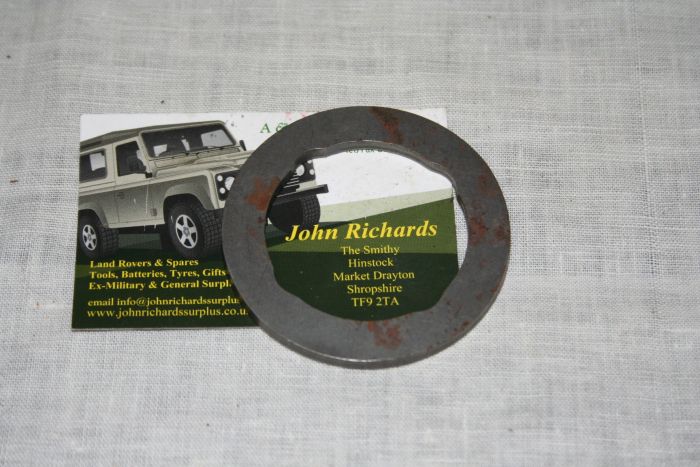 A &
John Richards
The Smithy
Hinstock
Market Drayton
Shropshire
TF9 2TA
Land Rovers & Spares
Tools, Batteries, Tyres, Gifts
Ex-Military & General Surpl
email info@johnrichardssurplus
www.johnrichardssurplus.co.u